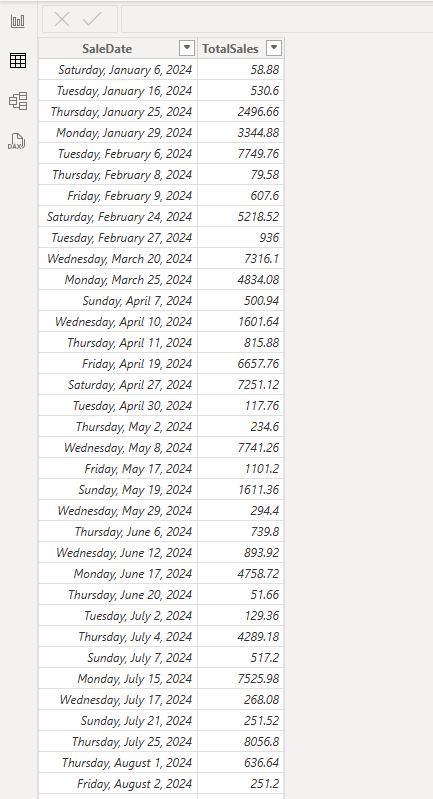 SaleDate TotalSales
Saturday, January 6, 2024 58.88
Tuesday, January 16, 2024 530.6
Thursday, January 25, 2024 2496.66
Monday, January 29, 2024 3344.88
Tuesday, February 6, 2024 7749.76
Thursday, February 8, 2024 79.58
Friday, February 9, 2024 607.6
Saturday, February 24, 2024 5218.52
Tuesday, February 27, 2024 936
Wednesday, March 20, 2024 7316.1
Monday, March 25, 2024 4834.08
Sunday, April 7, 2024 500.94
Wednesday, April 10, 2024 1601.64
Thursday, April 11, 2024 815.88
Friday, April 19, 2024 6657.76
Saturday, April 27, 2024 7251.12
Tuesday, April 30, 2024 117.76
Thursday, May 2, 2024 234.6
Wednesday, May 8, 2024 7741.26
Friday, May 17, 2024 1101.2
Sunday, May 19, 2024 1611.36
Wednesday, May 29, 2024 294.4
Thursday, June 6, 2024 739.8
Wednesday, June 12, 2024 893.92
Monday, June 17, 2024 4758.72
Thursday, June 20, 2024 51.66
Tuesday, July 2, 2024 129.36
Thursday, July 4, 2024 4289.18
Sunday, July 7, 2024 517.2
Monday, July 15, 2024 7525.98
Wednesday, July 17, 2024 268.08
Sunday, July 21, 2024 251.52
Thursday, July 25, 2024 8056.8
Thursday, August 1, 2024 636.64
Friday, August 2, 2024 251.2
DAX